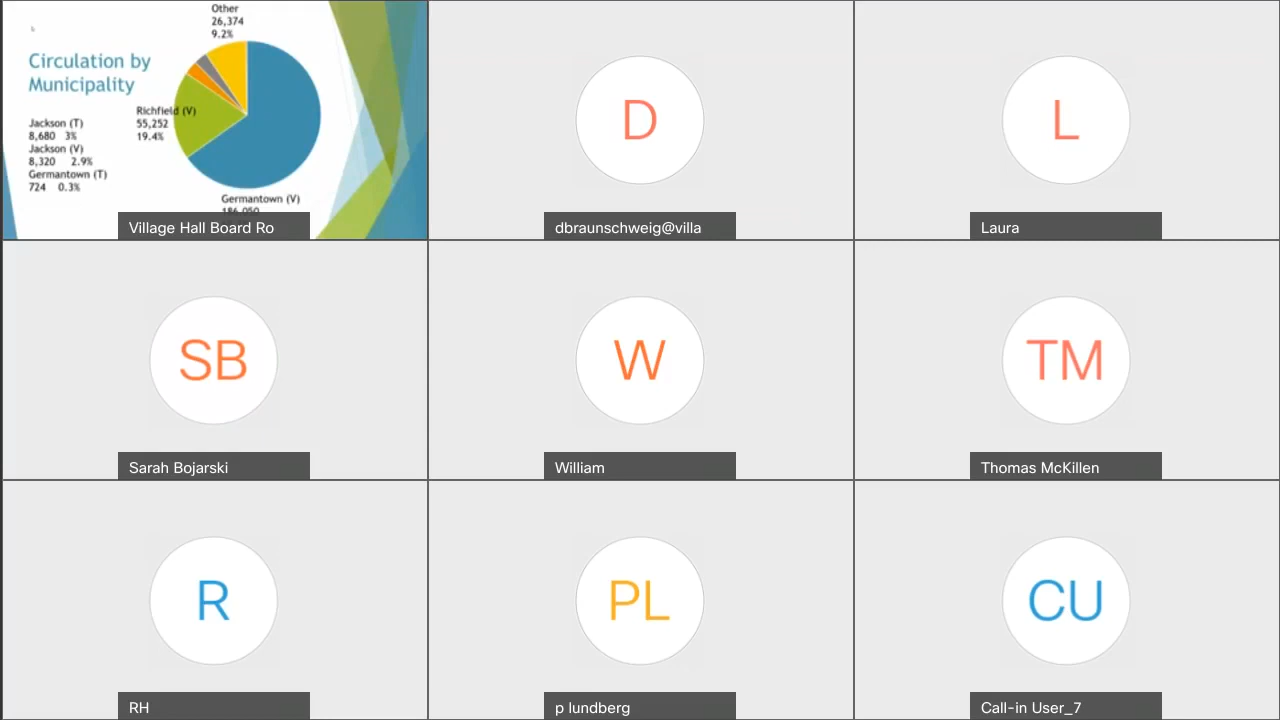 Other
26,374
9.2%
Circulation by
Municipality
Richfield (V)
55,252
19.4%
Jackson (T)
8,680 3%
Jackson (V)
8,320 2.9%
Germantown (T)
724 0.3%
Germantown (V)
186,050
Village Hall Board Ro
D
dbraunschweig@villa
L
Laura
SB
Sarah Bojarski
W
William
TM
Thomas McKillen
R
RH
PL
p lundberg
CU
Call-in User_7